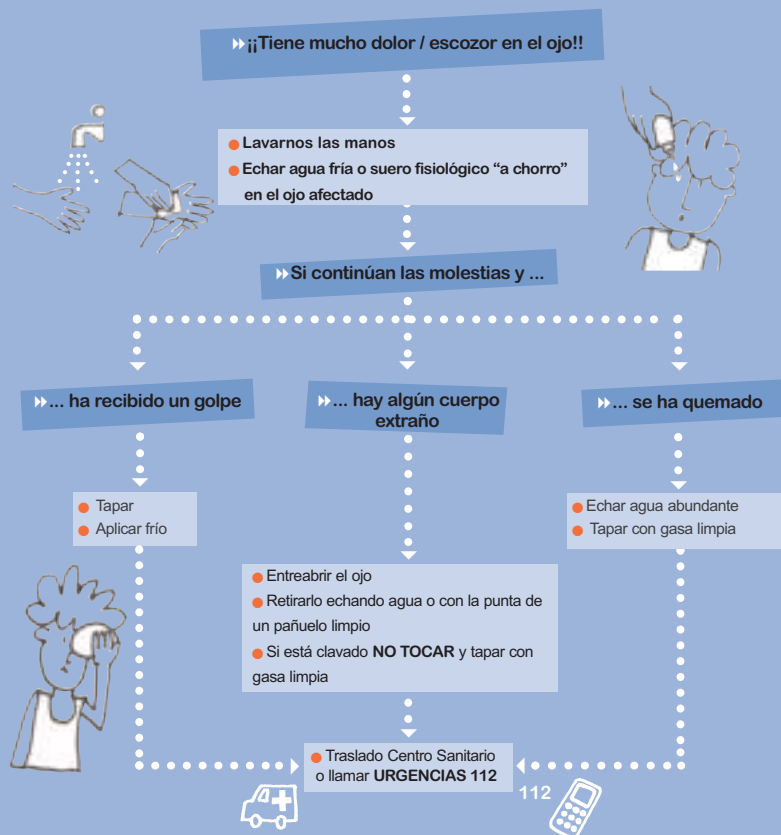 ¡¡Tiene mucho dolor / escozor en el ojo!!
Lavarnos las manos
Echar agua fría o suero fisiológico “a chorro”
en el ojo afectado
Si continúan las molestias y ...
... ha recibido un golpe
... hay algún cuerpo
extraño
... se ha quemado
Tapar
Aplicar frío
Echar agua abundante
Tapar con gasa limpia
Entreabrir el ojo
Retirarlo echando agua o con la punta de
un pañuelo limpio
Si está clavado NO TOCAR y tapar con
gasa limpia
Traslado Centro Sanitario
o llamar URGENCIAS 112
112